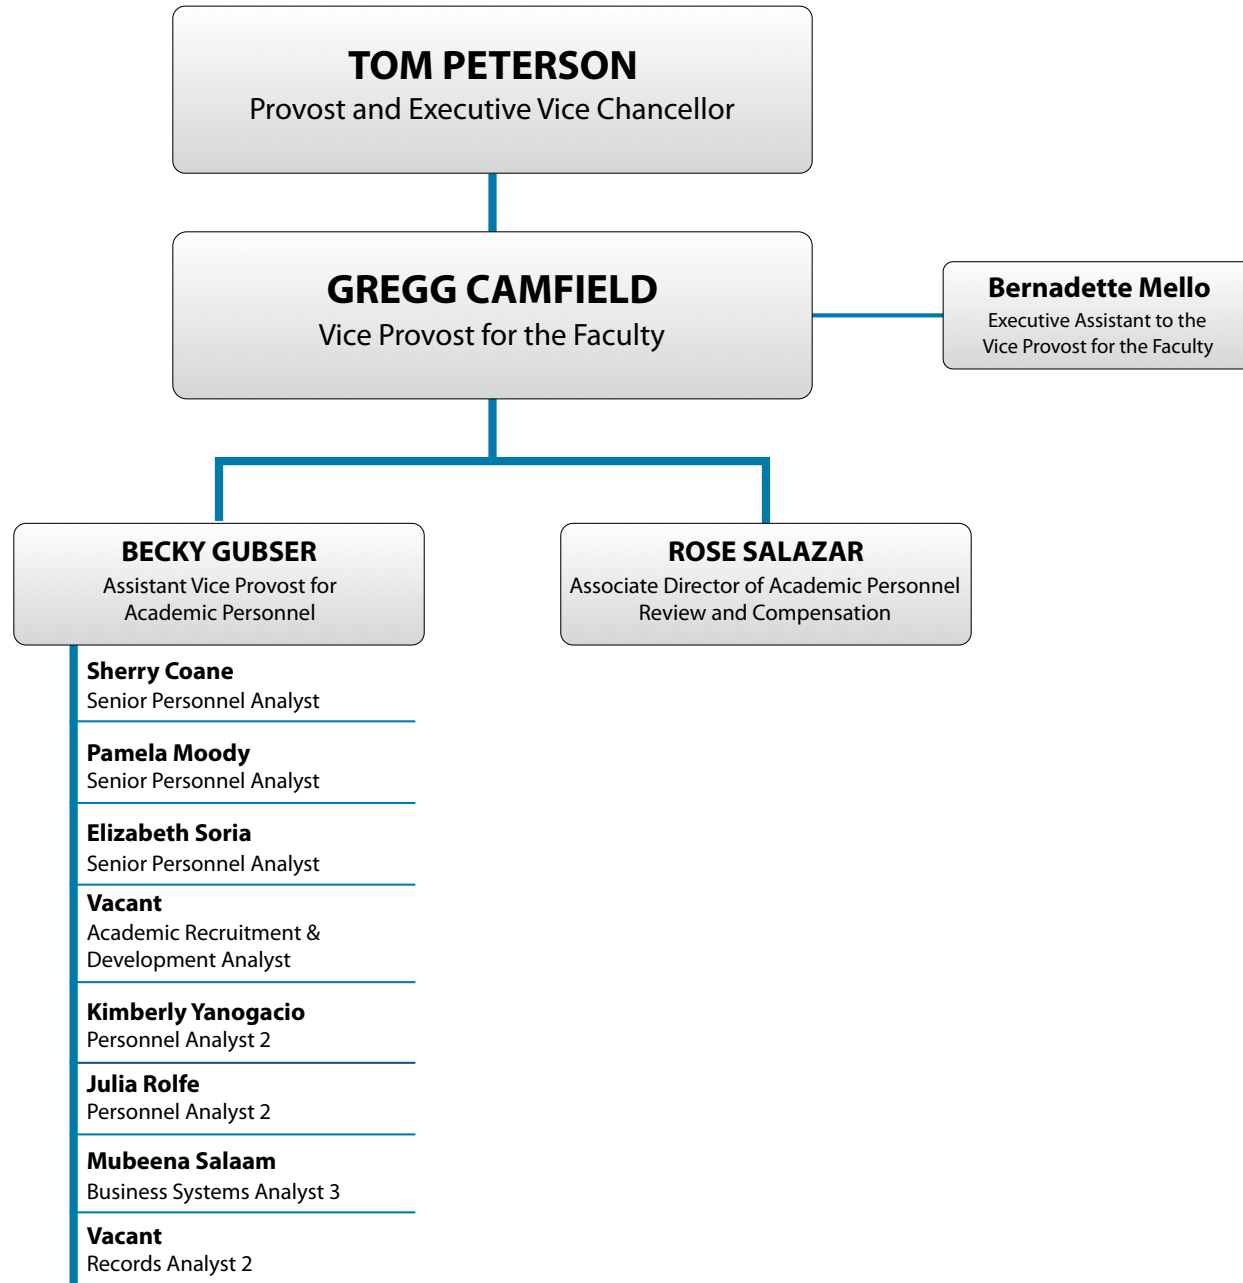 TOM PETERSON
Provost and Executive Vice Chancellor
GREGG CAMFIELD
Vice Provost for the Faculty
Bernadette Mello
Executive Assistant to the
Vice Provost for the Faculty
BECKY GUBSER
Assistant Vice Provost for
Academic Personnel
ROSE SALAZAR
Associate Director of Academic Personnel
Review and Compensation
Sherry Coane
Senior Personnel Analyst
Pamela Moody
Senior Personnel Analyst
Elizabeth Soria
Senior Personnel Analyst
Vacant
Academic Recruitment &
Development Analyst
Kimberly Yanogacio
Personnel Analyst 2
Julia Rolfe
Personnel Analyst 2
Mubeena Salaam
Business Systems Analyst 3
Vacant
Records Analyst 2